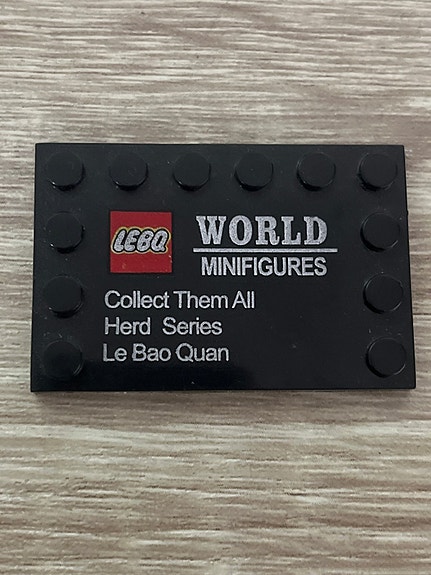 LEBQ
WORLD
MINIFIGURES
Collect Them All
Herd Series
Le Bao Quan